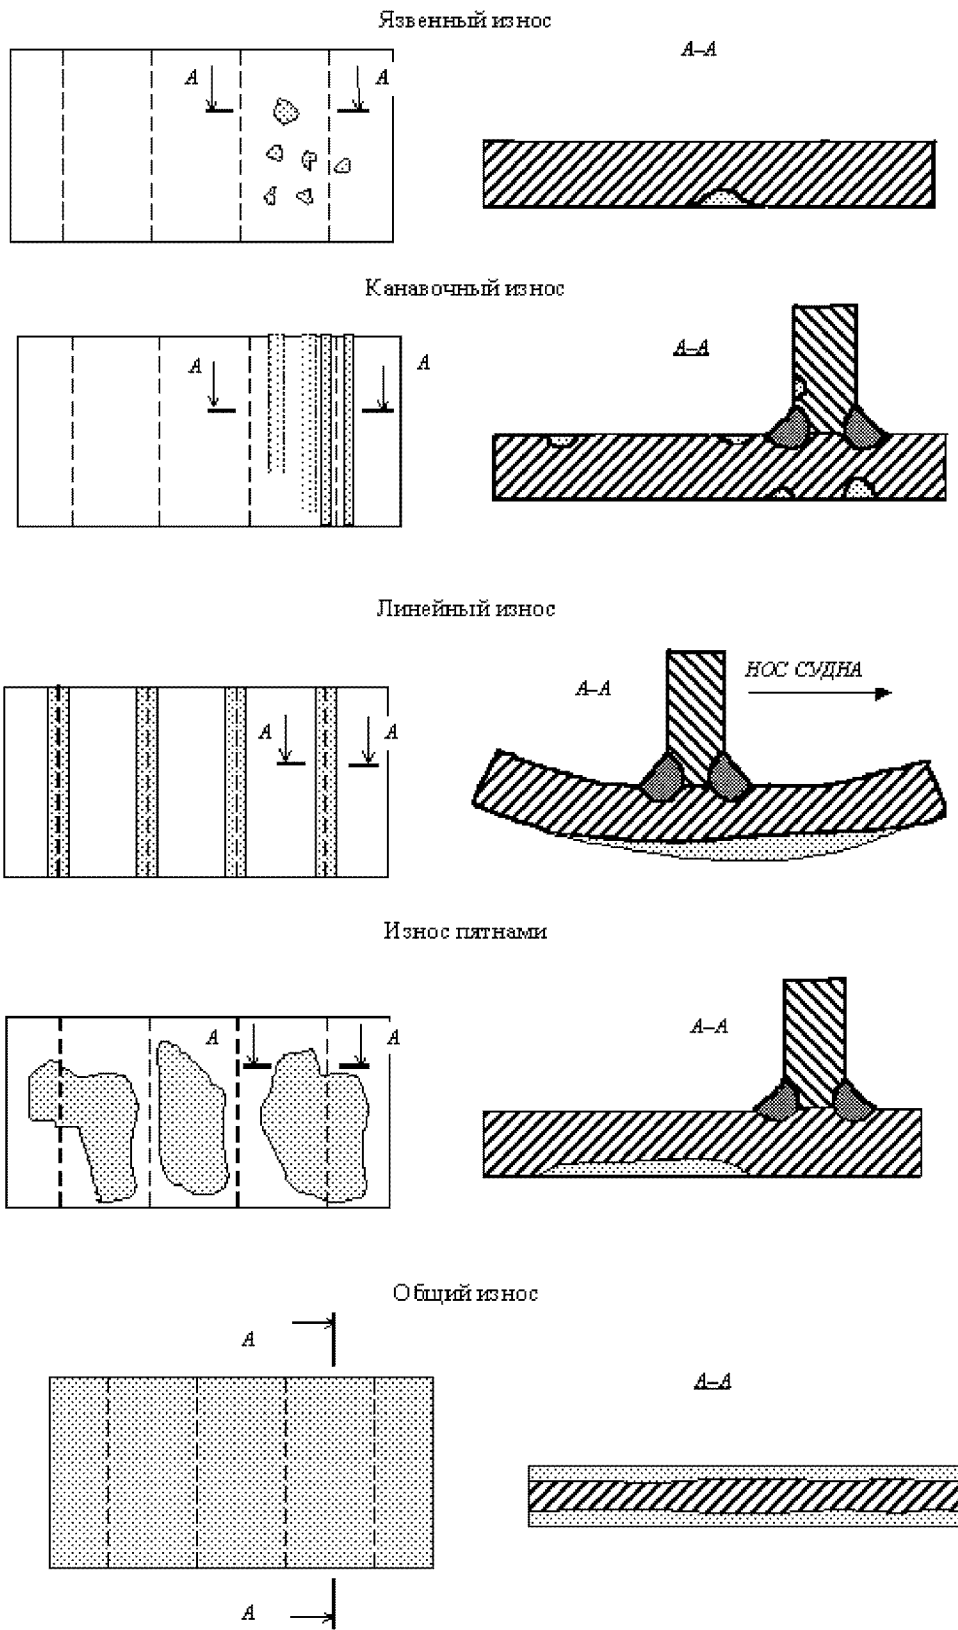 Язвенный износ
А–А
А
А
Канавочный износ
А–А
А
А
Линейный износ
А–А
НОС СУДНА
А
А
Износ пятнами
А–А
А
А
Общий износ
А
А–А
А